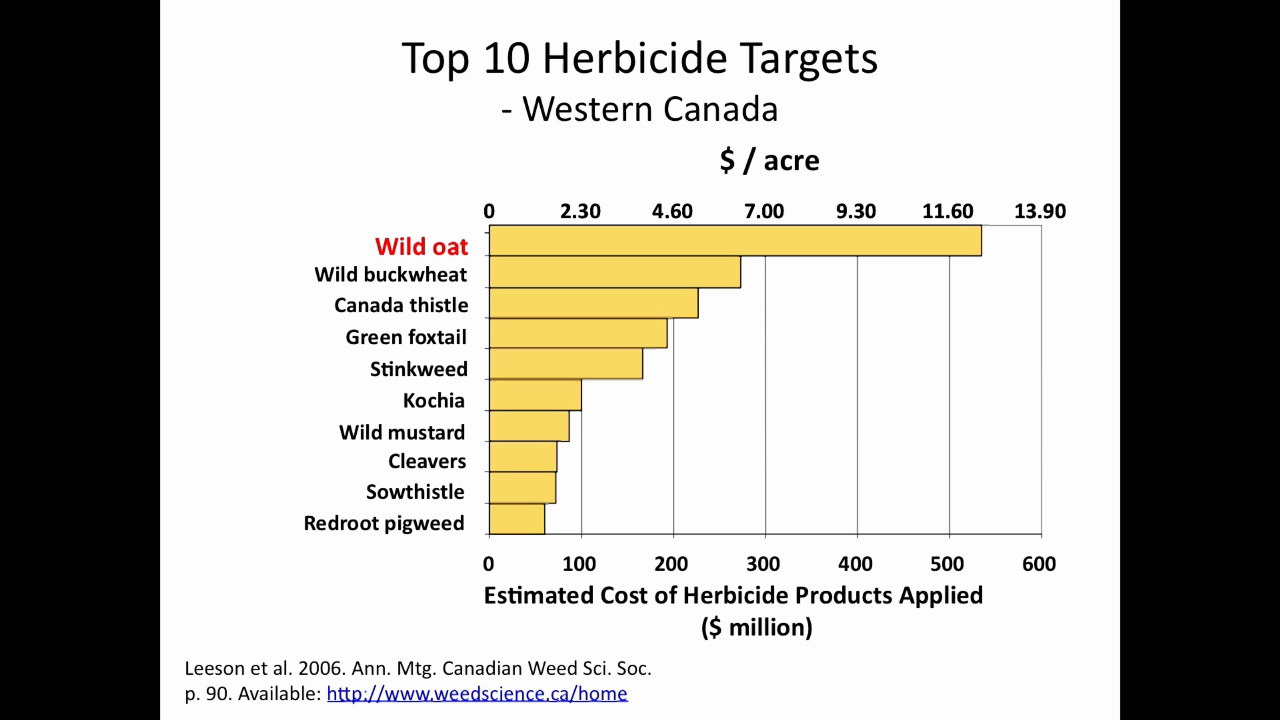 Top 10 Herbicide Targets
- Western Canada
$ / acre
0 2.30 4.60 7.00 9.30 11.60 13.90
Wild oat
Wild buckwheat
Canada thistle
Green foxtail
Stinkweed
Kochia
Wild mustard
Cleavers
Sowthistle
Redroot pigweed
0 100 200 300 400 500 600
Estimated Cost of Herbicide Products Applied
($ million)
Leeson et al. 2006. Ann. Mtg. Canadian Weed Sci. Soc.
p. 90. Available: http://www.weedscience.ca/home